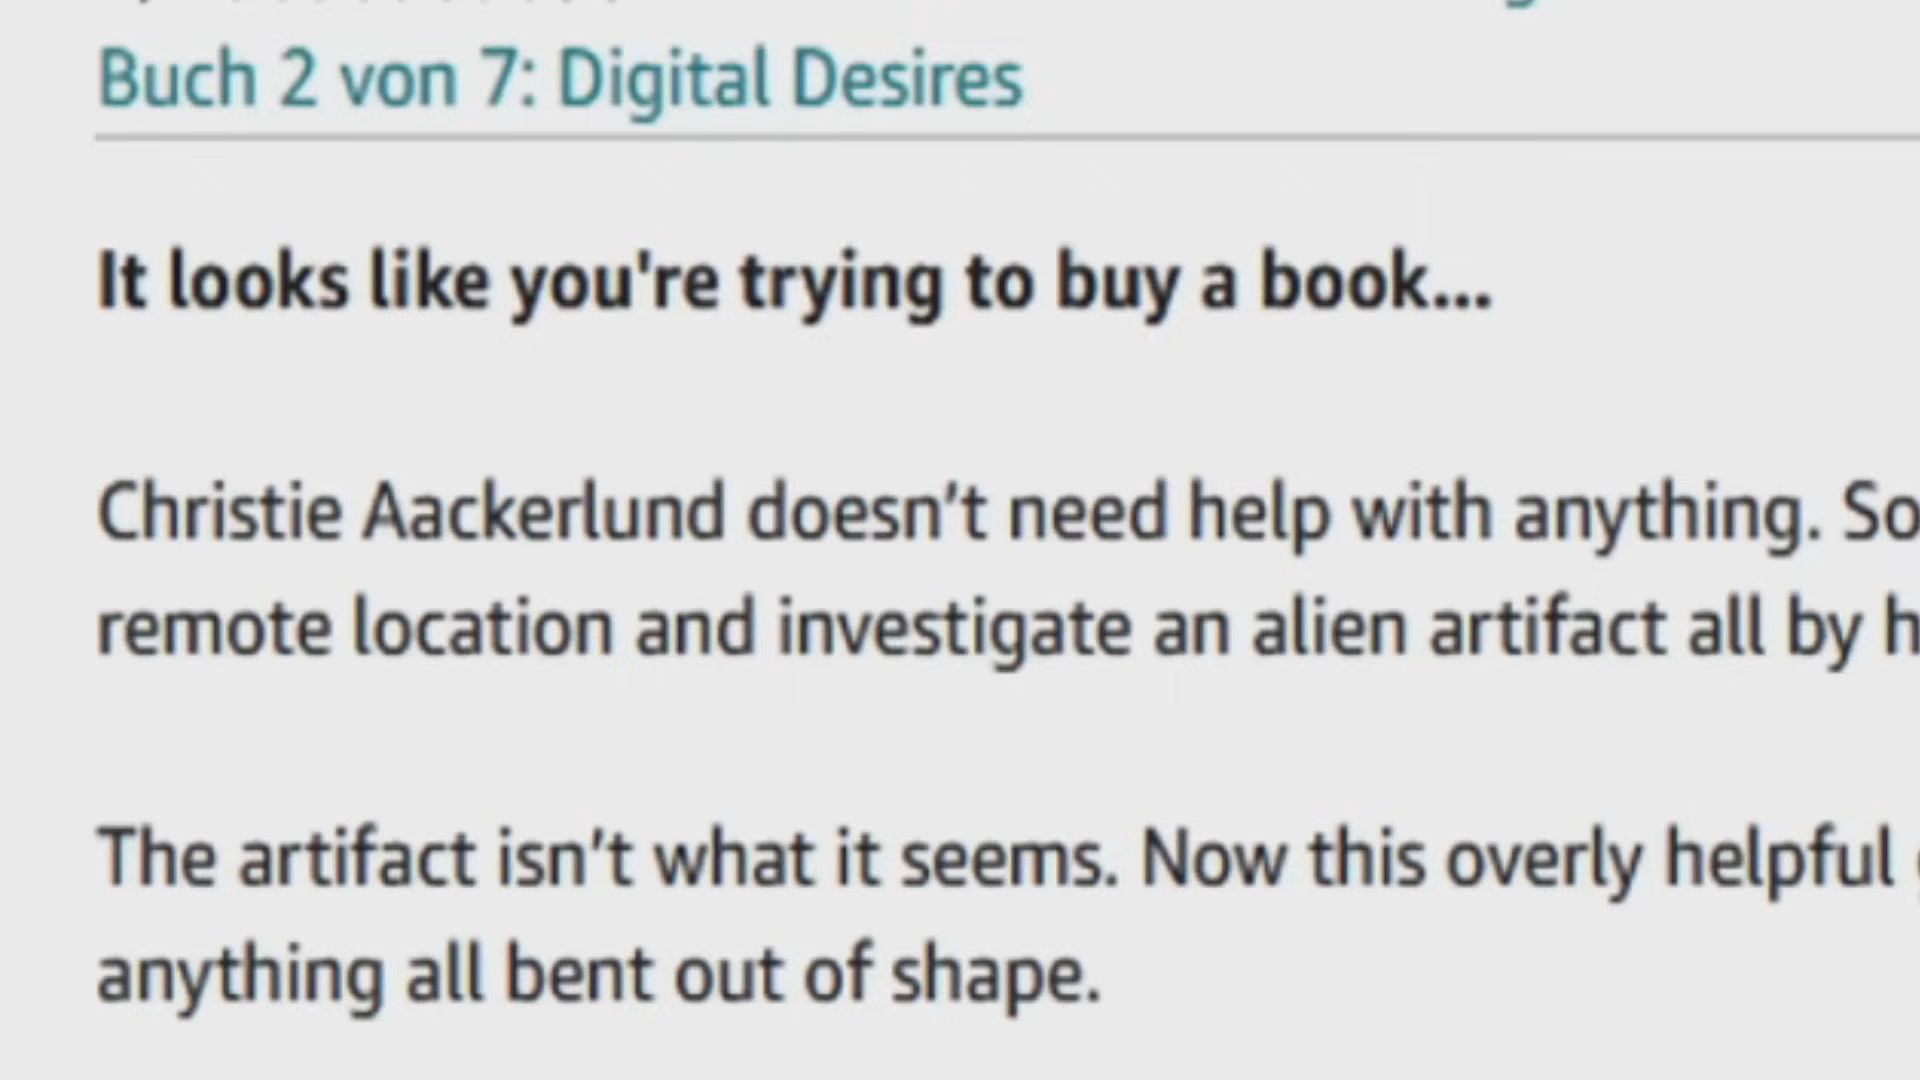 Buch 2 von 7: Digital Desires
It looks like you're trying to buy a book...
Christie Aackerlund doesn’t need help with anything. So
remote location and investigate an alien artifact all by h
The artifact isn’t what it seems. Now this overly helpful
anything all bent out of shape.